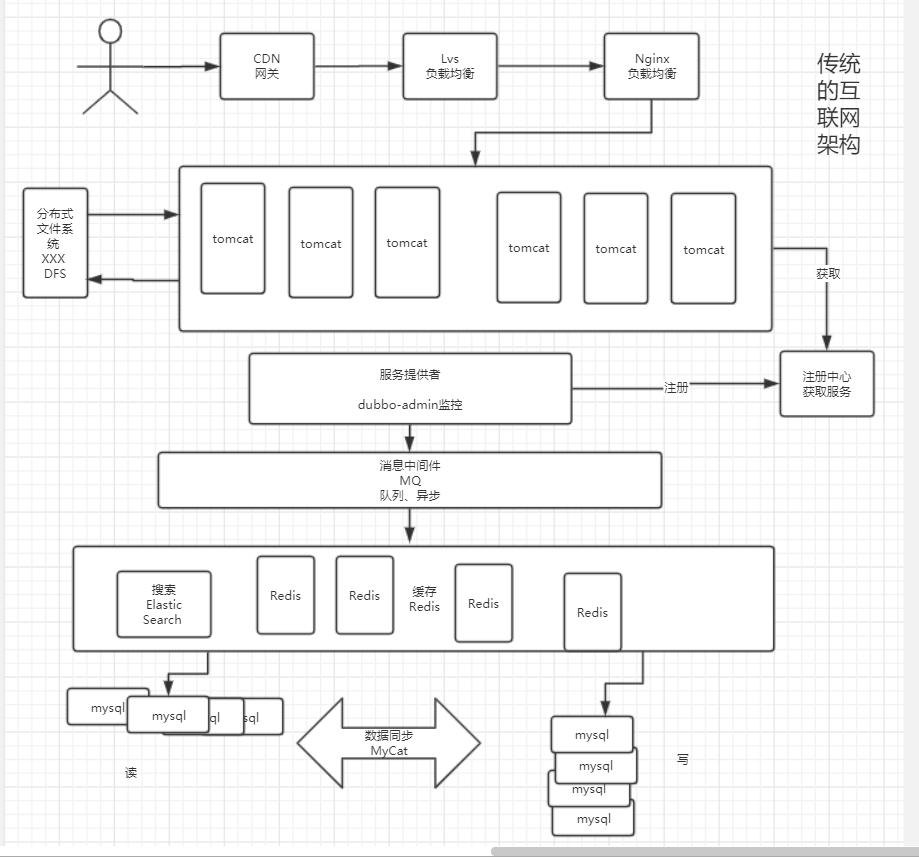 CDN
网关
Lvs
负载均衡
Nginx
负载均衡
传统
的互
联网
架构
分布式
文件系
统
XXX
DFS
tomcat
tomcat
tomcat
tomcat
tomcat
tomcat
获取
服务提供者
dubbo-admin监控
注册
注册中心
获取服务
消息中间件
MQ
队列、异步
搜索
Elastic
Search
Redis
Redis
缓存
Redis
Redis
Redis
mysql
mysql
ql
sql
读
数据同步
MyCat
mysql
mysql
mysql
mysql
写